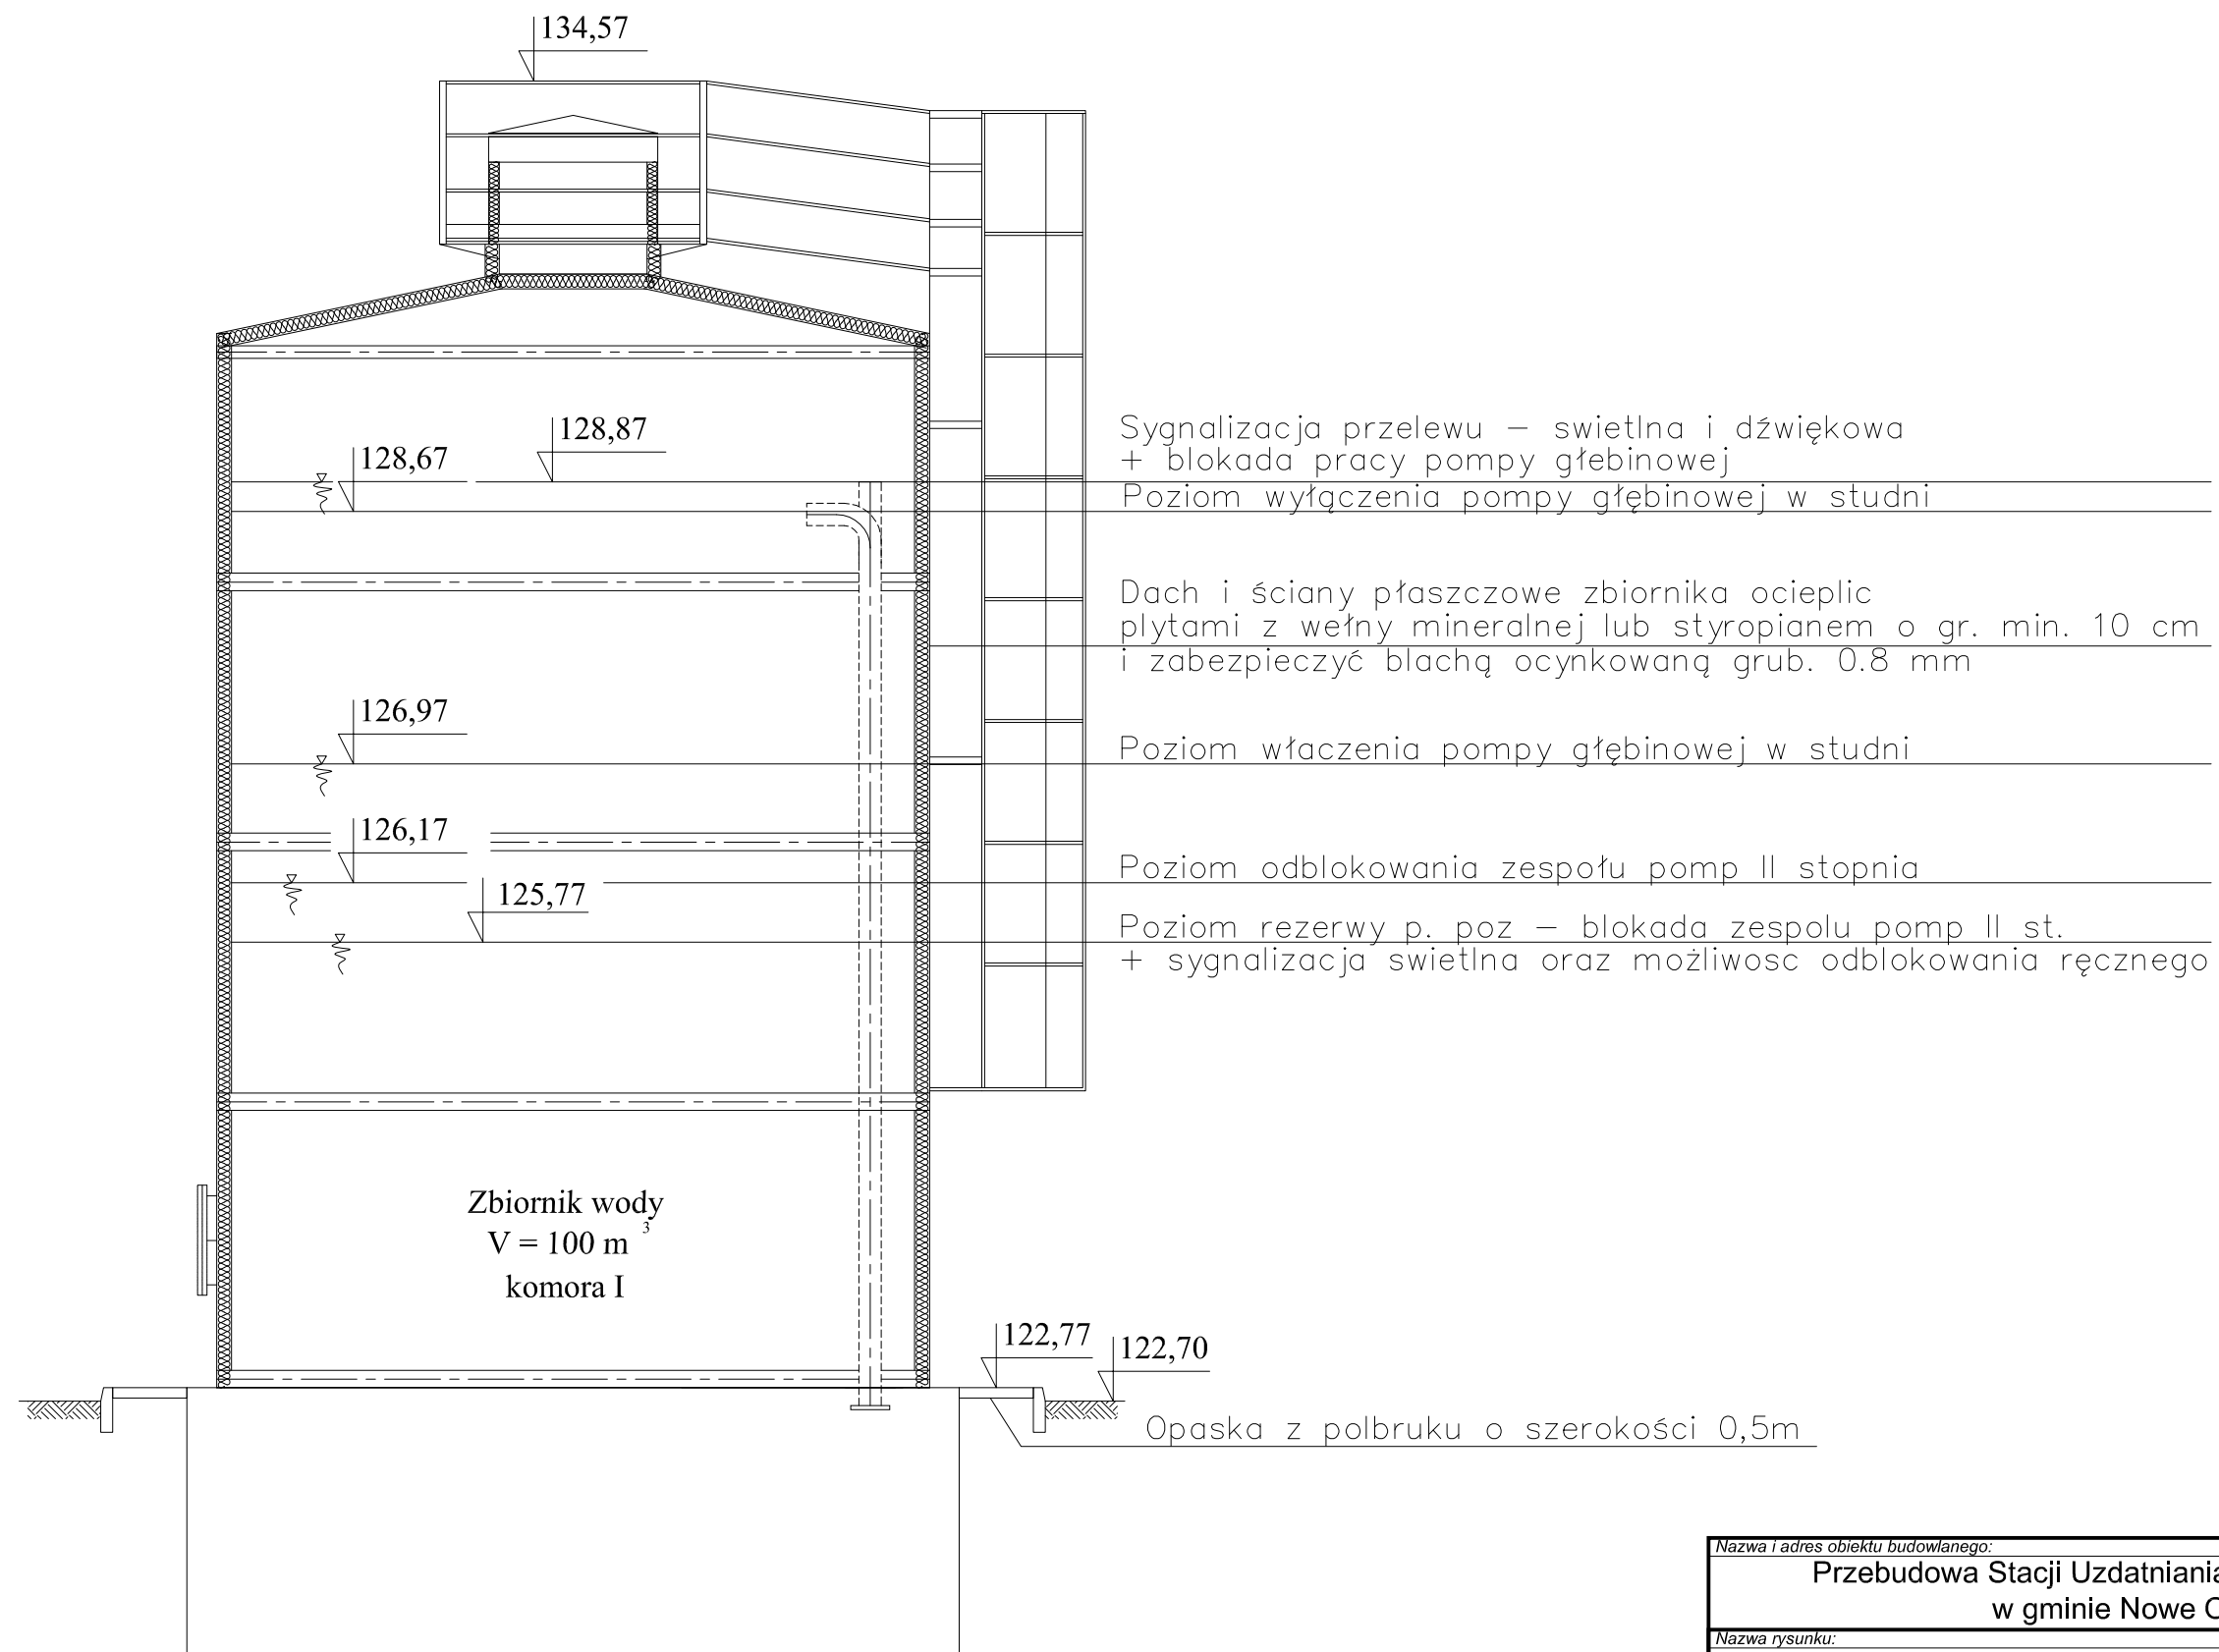 134,57
128,87
128,67
Sygnalizacja przelewu – swietlna i dźwiękowa
+ blokada pracy pompy głebinowej
Poziom wyłączenia pompy głębinowej w studni
Dach i ściany płaszczowe zbiornika ocieplic
plytami z wełny mineralnej lub styropianem o gr. min. 10 cm
i zabezpieczyć blachą ocynkowaną grub. 0.8 mm
126,97
Poziom właczenia pompy głębinowej w studni
126,17
Poziom odblokowania zespołu pomp II stopnia
125,77
Poziom rezerwy p. poz – blokada zespolu pomp II st.
+ sygnalizacja swietlna oraz możliwosc odblokowania ręcznego
Zbiornik wody
V = 100 m³
komora I
122,77
122,70
Opaska z polbruku o szerokości 0,5m
Nazwa i adres obiektu budowlanego:
Przebudowa Stacji Uzdatniania
w gminie Nowe
Nazwa rysunku: